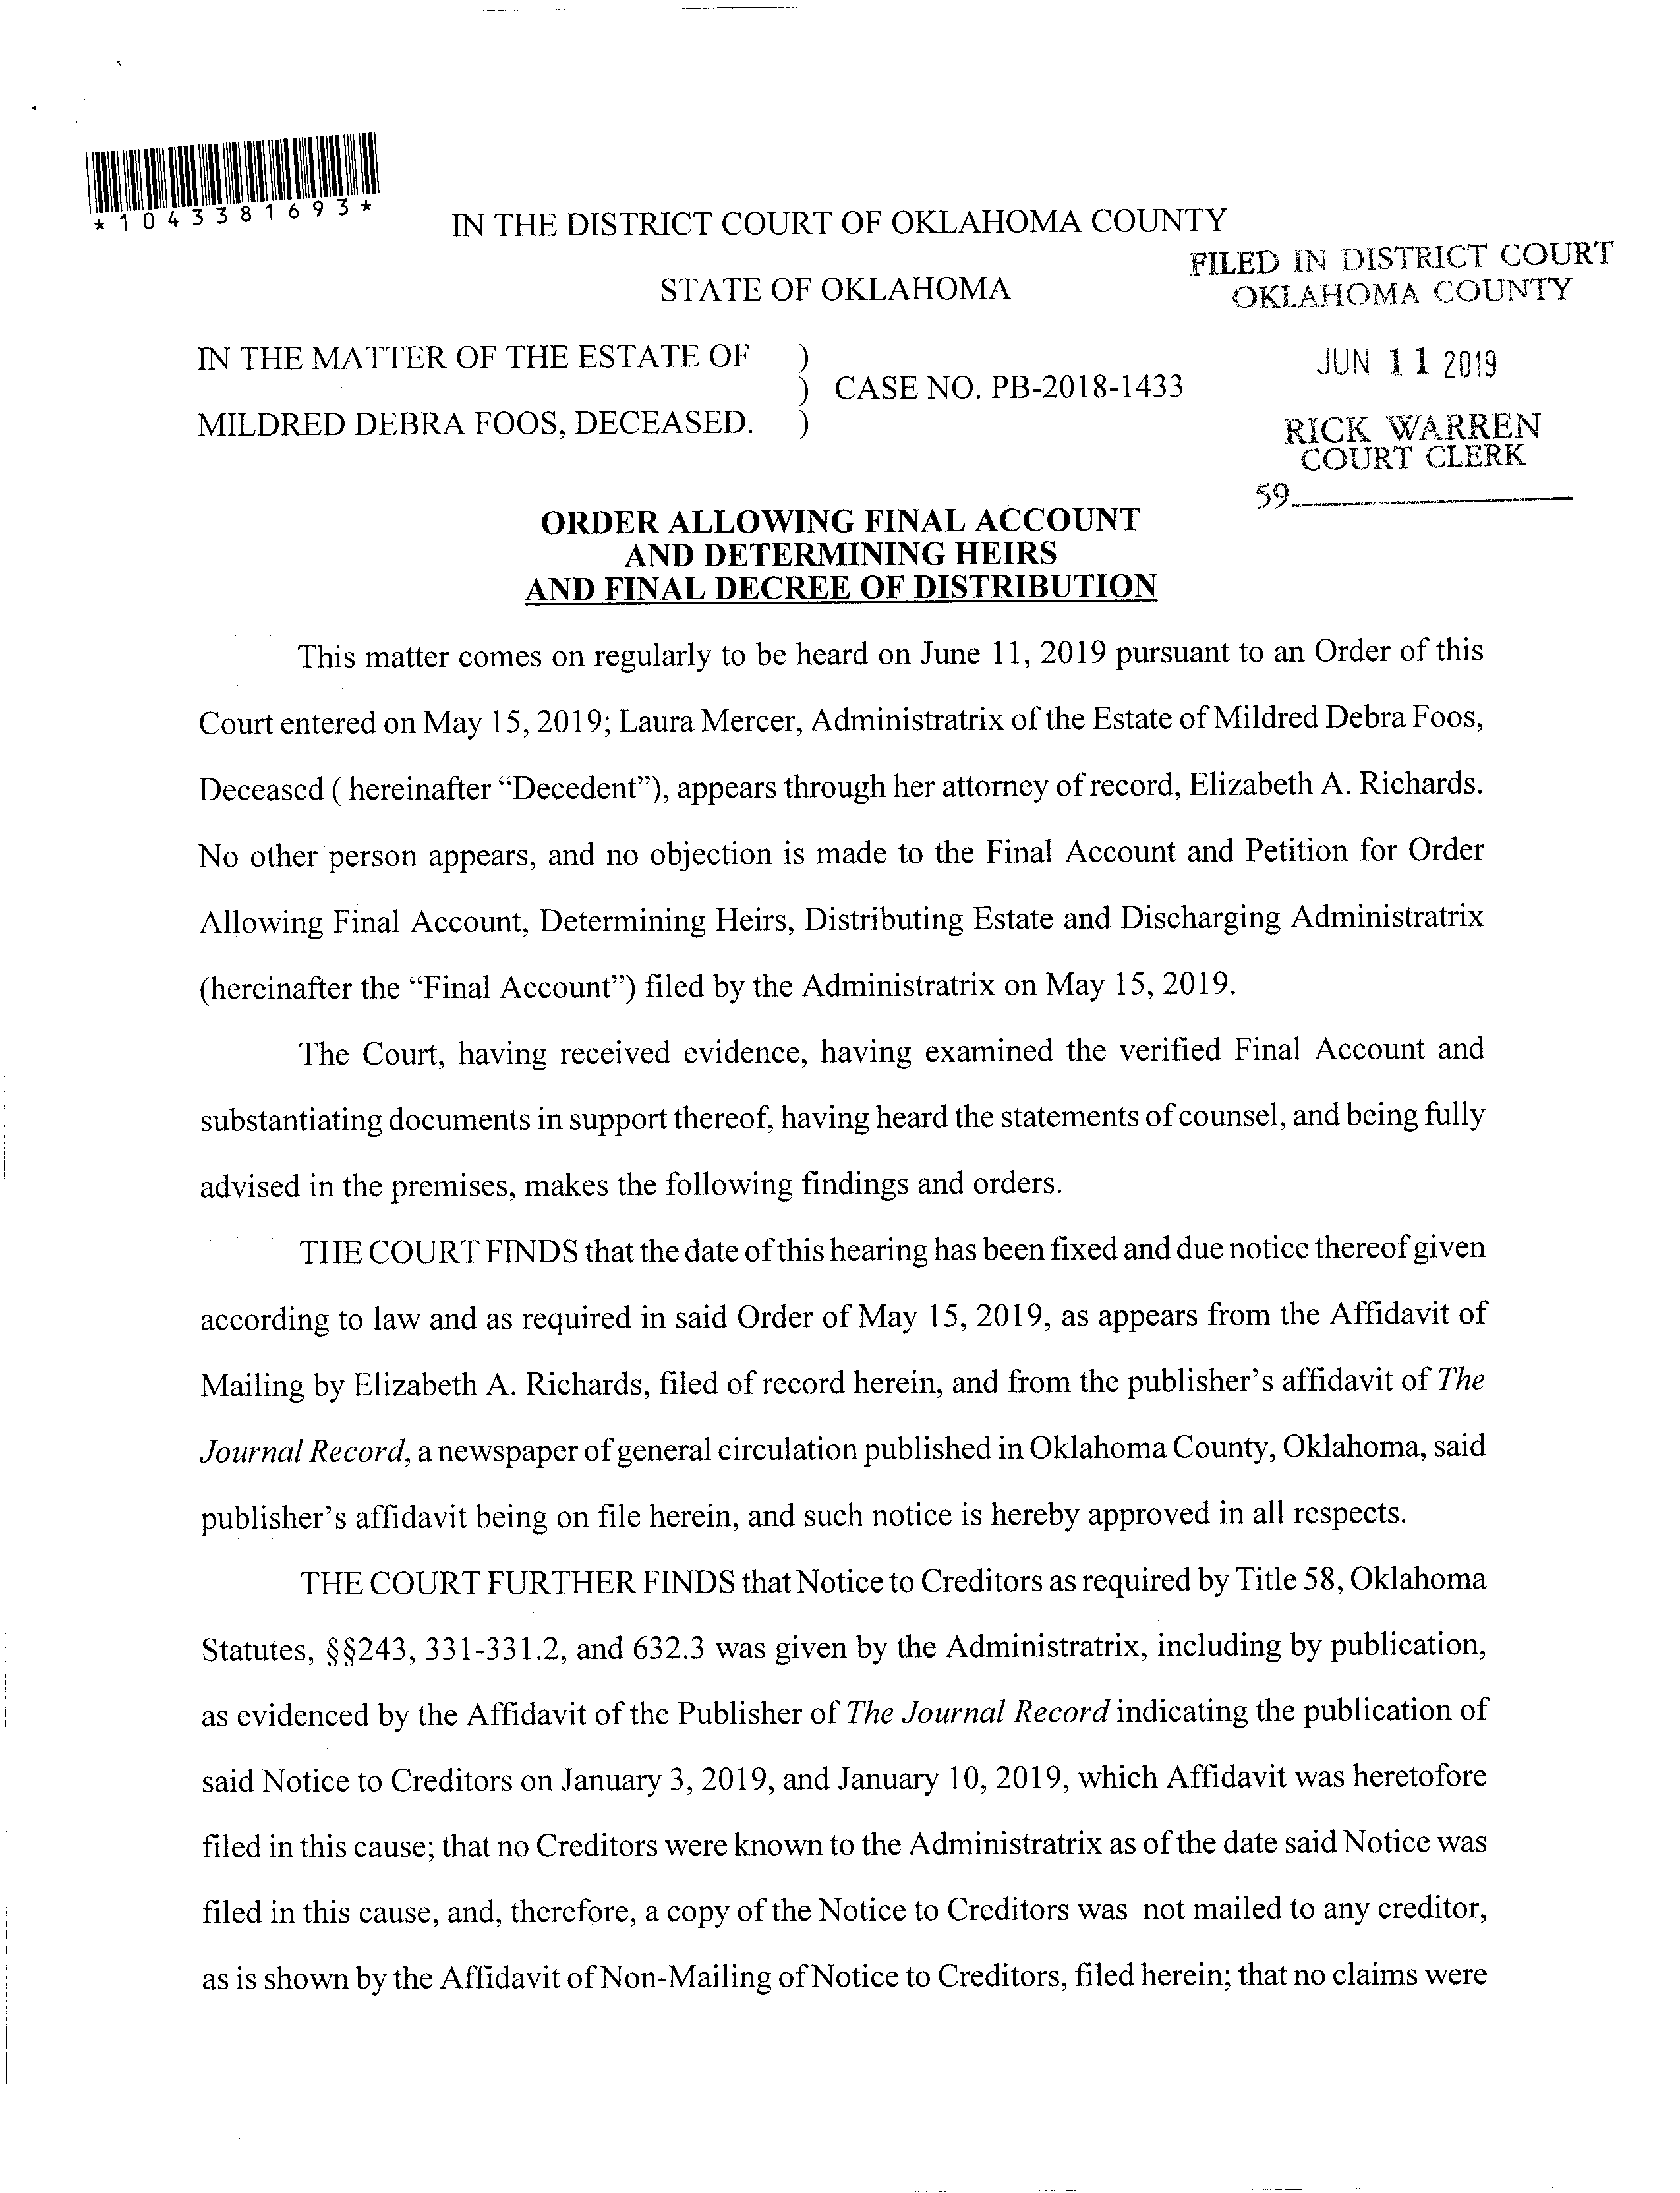 *1043381693*
IN THE DISTRICT COURT OF OKLAHOMA COUNTY
FILED IN DISTRICT COURT
OKLAHOMA COUNTY
STATE OF OKLAHOMA
IN THE MATTER OF THE ESTATE OF )
) CASE NO. PB-2018-1433
MILDRED DEBRA FOOS, DECEASED. )
JUN 11 2019
RICK WARREN
COURT CLERK
59
ORDER ALLOWING FINAL ACCOUNT
AND DETERMINING HEIRS
AND FINAL DECREE OF DISTRIBUTION
This matter comes on regularly to be heard on June 11, 2019 pursuant to an Order of this
Court entered on May 15, 2019; Laura Mercer, Administratrix of the Estate of Mildred Debra Foos,
Deceased ( hereinafter “Decedent”), appears through her attorney of record, Elizabeth A. Richards.
No other person appears, and no objection is made to the Final Account and Petition for Order
Allowing Final Account, Determining Heirs, Distributing Estate and Discharging Administratrix
(hereinafter the “Final Account”) filed by the Administratrix on May 15, 2019.
The Court, having received evidence, having examined the verified Final Account and
substantiating documents in support thereof, having heard the statements of counsel, and being fully
advised in the premises, makes the following findings and orders.
THE COURT FINDS that the date of this hearing has been fixed and due notice thereof given
according to law and as required in said Order of May 15, 2019, as appears from the Affidavit of
Mailing by Elizabeth A. Richards, filed of record herein, and from the publisher’s affidavit of The
Journal Record, a newspaper of general circulation published in Oklahoma County, Oklahoma, said
publisher’s affidavit being on file herein, and such notice is hereby approved in all respects.
THE COURT FURTHER FINDS that Notice to Creditors as required by Title 58, Oklahoma
Statutes, §§243, 331-331.2, and 632.3 was given by the Administratrix, including by publication,
as evidenced by the Affidavit of the Publisher of The Journal Record indicating the publication of
said Notice to Creditors on January 3, 2019, and January 10, 2019, which Affidavit was heretofore
filed in this cause; that no Creditors were known to the Administratrix as of the date said Notice was
filed in this cause, and, therefore, a copy of the Notice to Creditors was not mailed to any creditor,
as is shown by the Affidavit of Non-Mailing of Notice to Creditors, filed herein; that no claims were